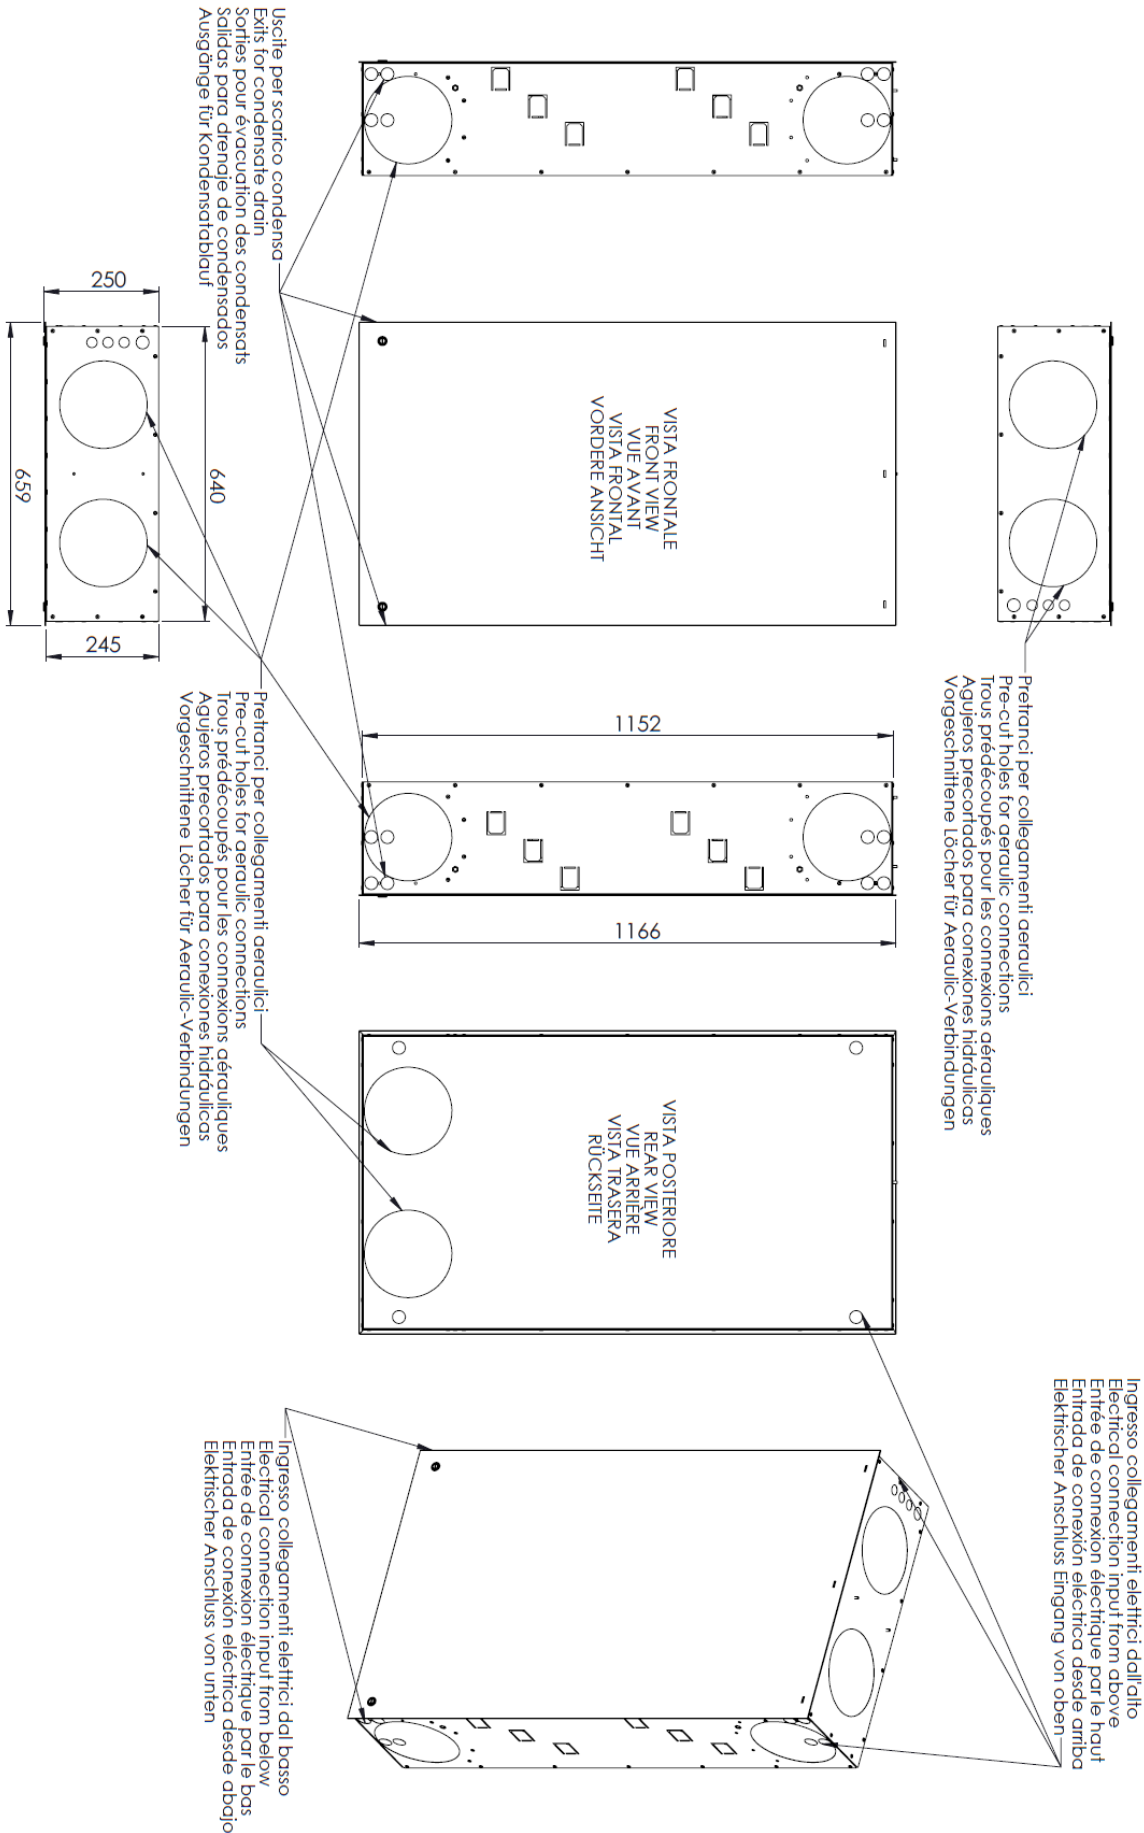 Ingresso collegamenti elettrici dall'alto
Electrical connection input from above
Entrée de connexion électrique par le haut
Entrada de conexión eléctrica desde arriba
Elektrischer Anschluss Eingang von oben
Pretranci per collegamenti aeraulici
Pre-cut holes for aeraulic connections
Trous prédécoupés pour les connexions aérauliques
Agujeros precortados para conexiones hidráulicas
Vorgeschnittene Löcher für Aeraulic-Verbindungen
VISTA FRONTALE
FRONT VIEW
VUE AVANT
VISTA FRONTAL
VORDERE ANSICHT
1152
1166
VISTA POSTERIORE
REAR VIEW
VUE ARRIÈRE
VISTA TRASERA
RÜCKSEITE
Uscite per scarico condensa
Exits for condensate drain
Sorties pour évacuation des condensats
Salidas para drenaje de condensados
Ausgänge für Kondensatablauf
250
640
659
245
Pretranci per collegamenti aeraulici
Pre-cut holes for aeraulic connections
Trous prédécoupés pour les connexions aérauliques
Agujeros precortados para conexiones hidráulicas
Vorgeschnittene Löcher für Aeraulic-Verbindungen
Ingresso collegamenti elettrici dal basso
Electrical connection input from below
Entrée de connexion électrique par le bas
Entrada de conexión eléctrica desde abajo
Elektrischer Anschluss von unten